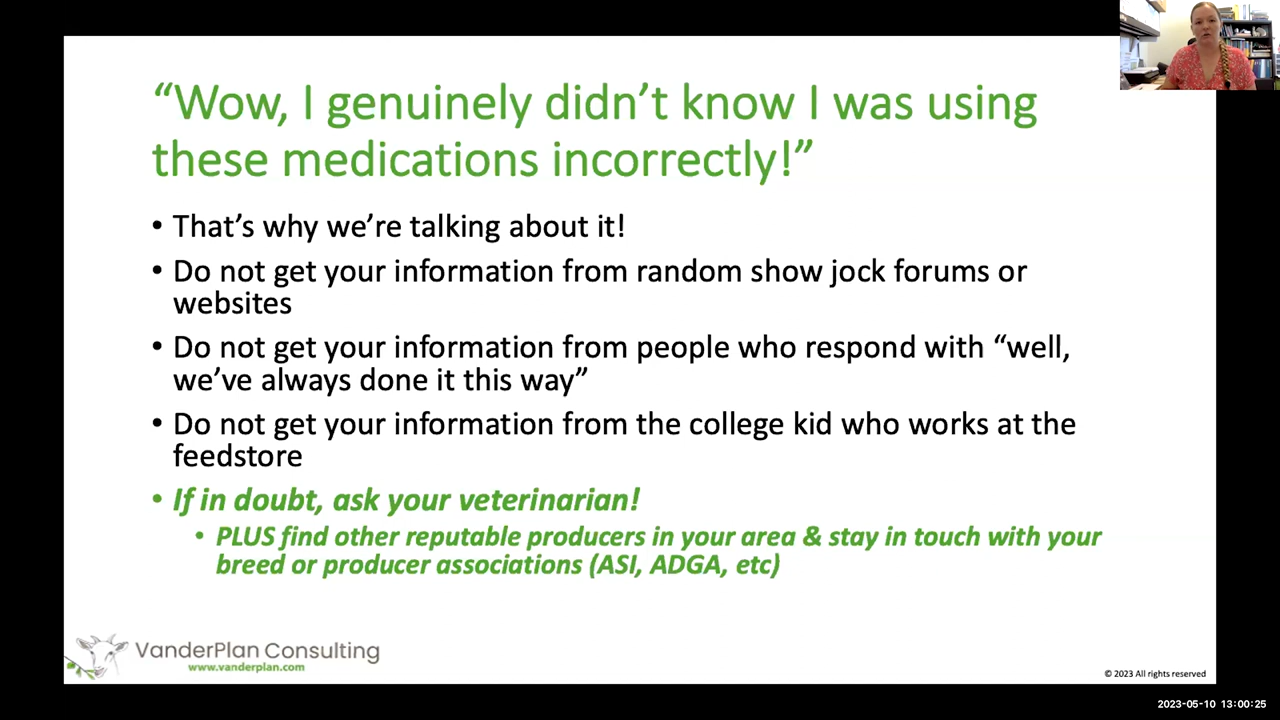 “Wow, I genuinely didn’t know I was using
these medications incorrectly!”
• That’s why we’re talking about it!
• Do not get your information from random show jock forums or
websites
• Do not get your information from people who respond with “well,
we’ve always done it this way”
• Do not get your information from the college kid who works at the
feedstore
• If in doubt, ask your veterinarian!
• PLUS find other reputable producers in your area & stay in touch with your
breed or producer associations (ASI, ADGA, etc)
VanderPlan Consulting
www.vanderplan.com
© 2023 All rights reserved
2023-05-10 13:00:25